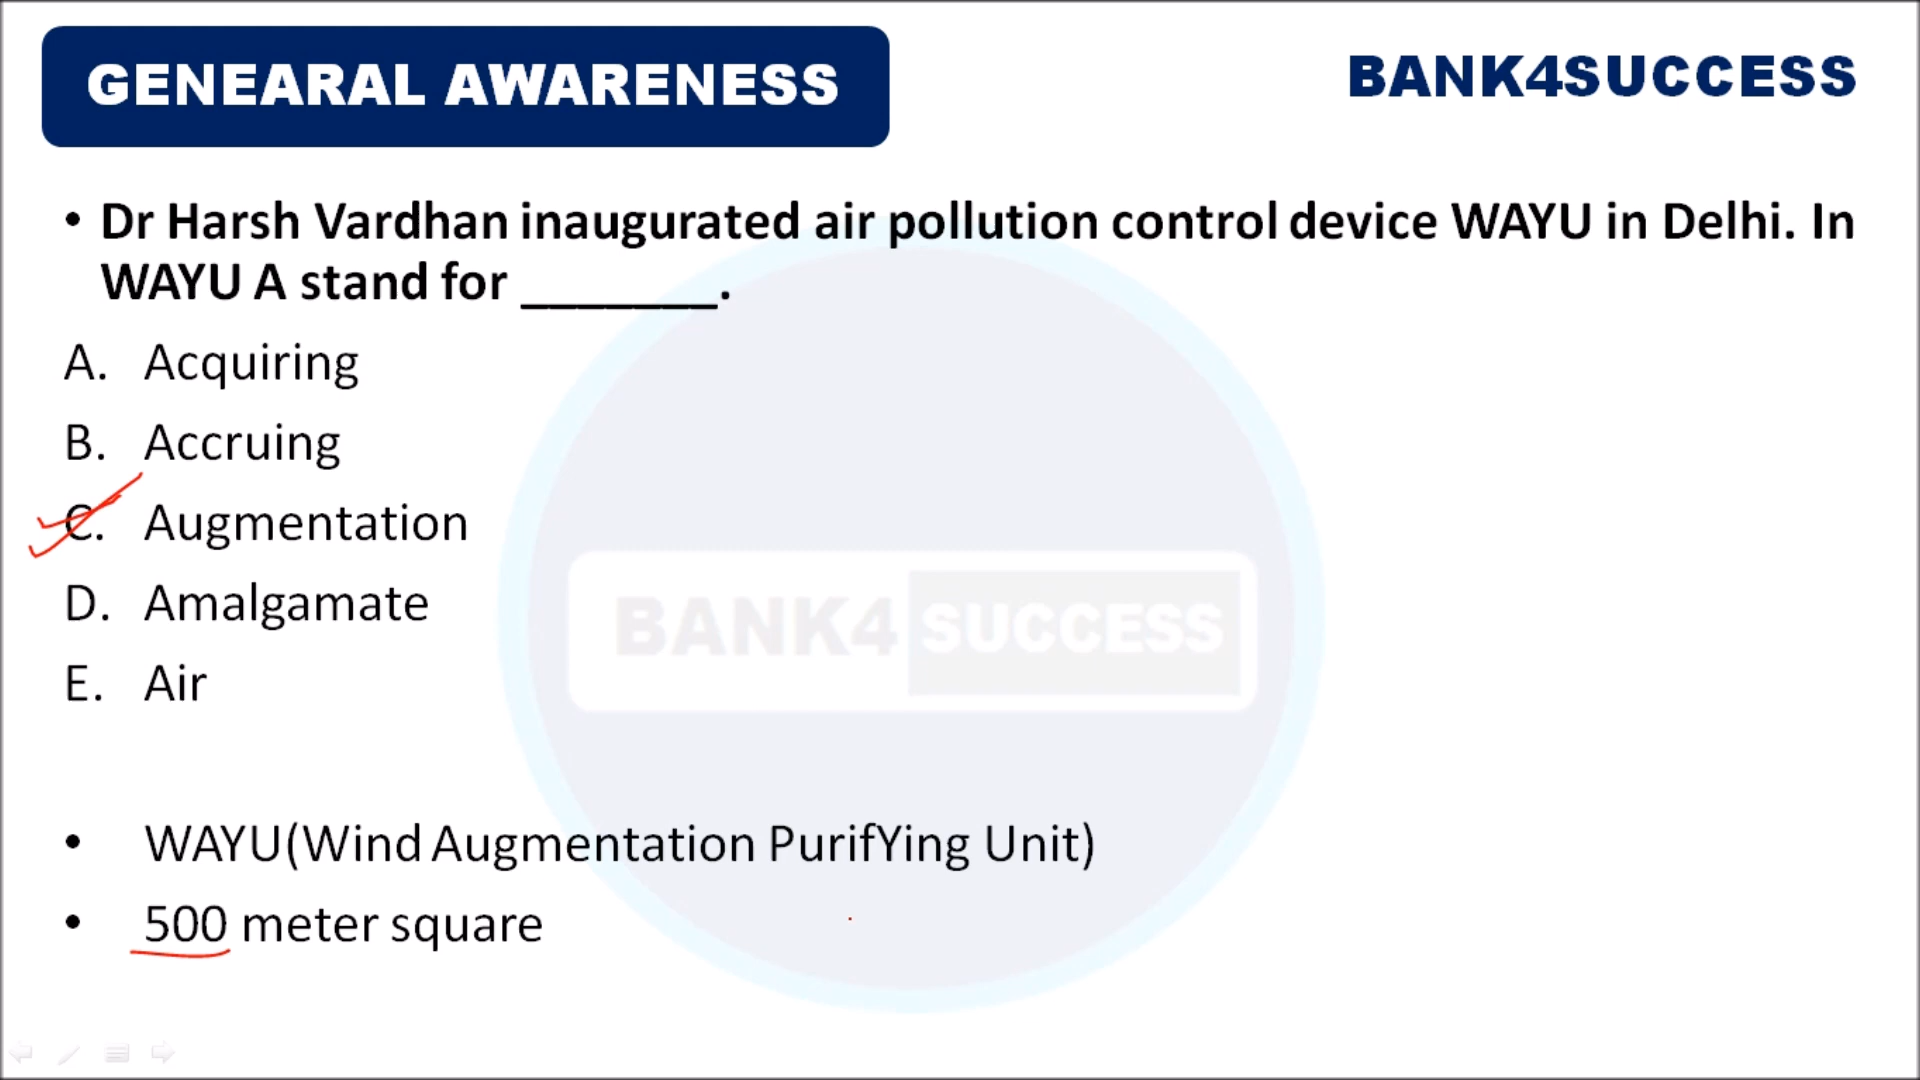 GENEARAL AWARENESS
BANK4SUCCESS
• Dr Harsh Vardhan inaugurated air pollution control device WAYU in Delhi. In
WAYU A stand for _______.
A. Acquiring
B. Accruing
C. Augmentation
D. Amalgamate
E. Air
BANK4 SUCCESS
• WAYU(Wind Augmentation PurifYing Unit)
• 500 meter square